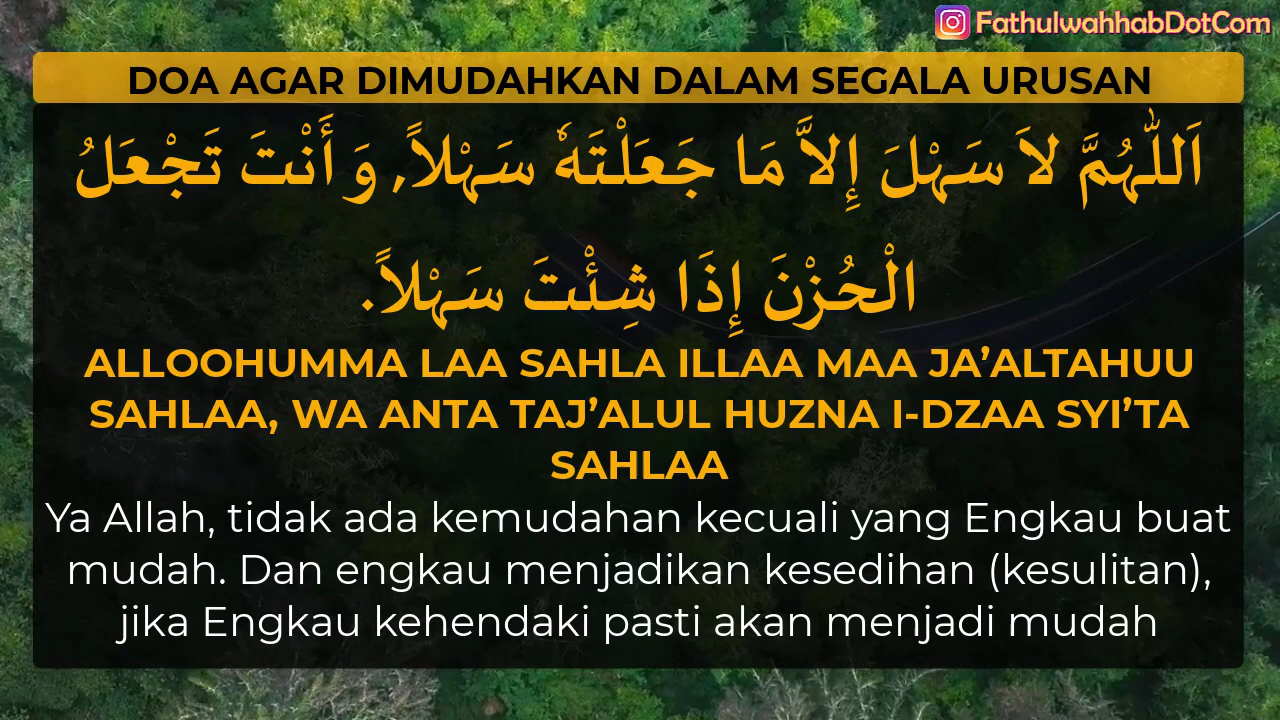 FathulwahhabDotCom
DOA AGAR DIMUDAHKAN DALAM SEGALA URUSAN
اَللّٰهُمَّ لاَ سَهْلَ إِلاَّ مَا جَعَلْتَهٗ سَهْلاً, وَ أَنْتَ تَجْعَلُ
الْحُزْنَ إِذَا شِئْتَ سَهْلاً.
ALLOOHUMMA LAA SAHLA ILLAA MAA JA’ALTAHUU
SAHLAA, WA ANTA TAJ’ALUL HUZNA I-DZAA SYI’TA
SAHLAA
Ya Allah, tidak ada kemudahan kecuali yang Engkau buat
mudah. Dan engkau menjadikan kesedihan (kesulitan),
jika Engkau kehendaki pasti akan menjadi mudah